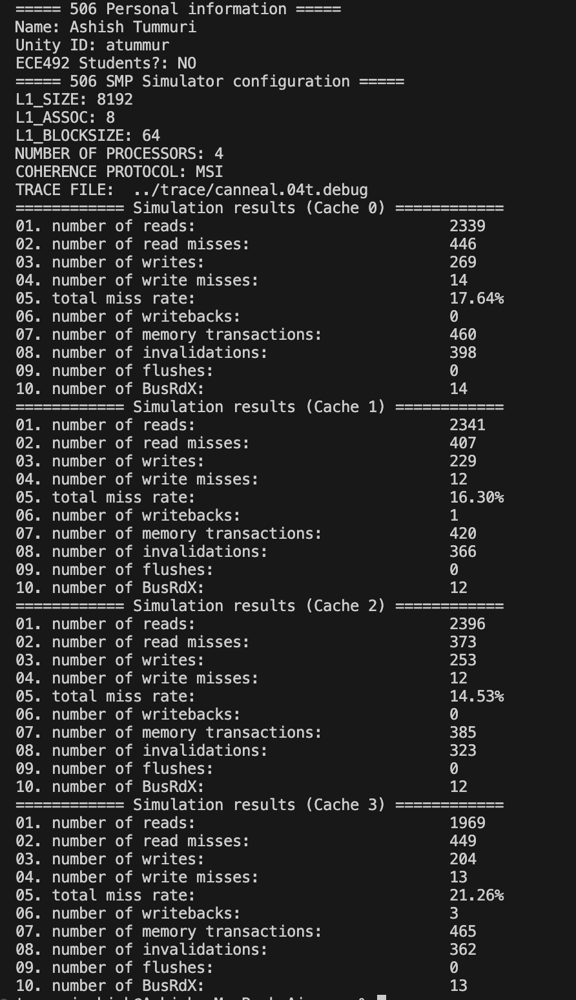 ===== 506 Personal information =====
Name: Ashish Tummuri
Unity ID: atummur
ECE492 Students?: NO
===== 506 SMP Simulator configuration =====
L1_SIZE: 8192
L1_ASSOC: 8
L1_BLOCKSIZE: 64
NUMBER OF PROCESSORS: 4
COHERENCE PROTOCOL: MSI
TRACE FILE:  ../trace/canneal.04t.debug
============ Simulation results (Cache 0) ============
01. number of reads: 2339
02. number of read misses: 446
03. number of writes: 269
04. number of write misses: 14
05. total miss rate: 17.64%
06. number of writebacks: 0
07. number of memory transactions: 460
08. number of invalidations: 398
09. number of flushes: 0
10. number of BusRdX: 14
============ Simulation results (Cache 1) ============
01. number of reads: 2341
02. number of read misses: 407
03. number of writes: 229
04. number of write misses: 12
05. total miss rate: 16.30%
06. number of writebacks: 1
07. number of memory transactions: 420
08. number of invalidations: 366
09. number of flushes: 0
10. number of BusRdX: 12
============ Simulation results (Cache 2) ============
01. number of reads: 2396
02. number of read misses: 373
03. number of writes: 253
04. number of write misses: 12
05. total miss rate: 14.53%
06. number of writebacks: 0
07. number of memory transactions: 385
08. number of invalidations: 323
09. number of flushes: 0
10. number of BusRdX: 12
============ Simulation results (Cache 3) ============
01. number of reads: 1969
02. number of read misses: 449
03. number of writes: 204
04. number of write misses: 13
05. total miss rate: 21.26%
06. number of writebacks: 3
07. number of memory transactions: 465
08. number of invalidations: 362
09. number of flushes: 0
10. number of BusRdX: 13